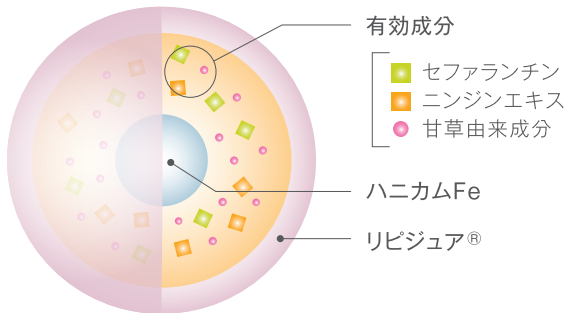 有効成分
セファランチン
ニンジンエキス
甘草由来成分
ハニカムFe
リピジュア®